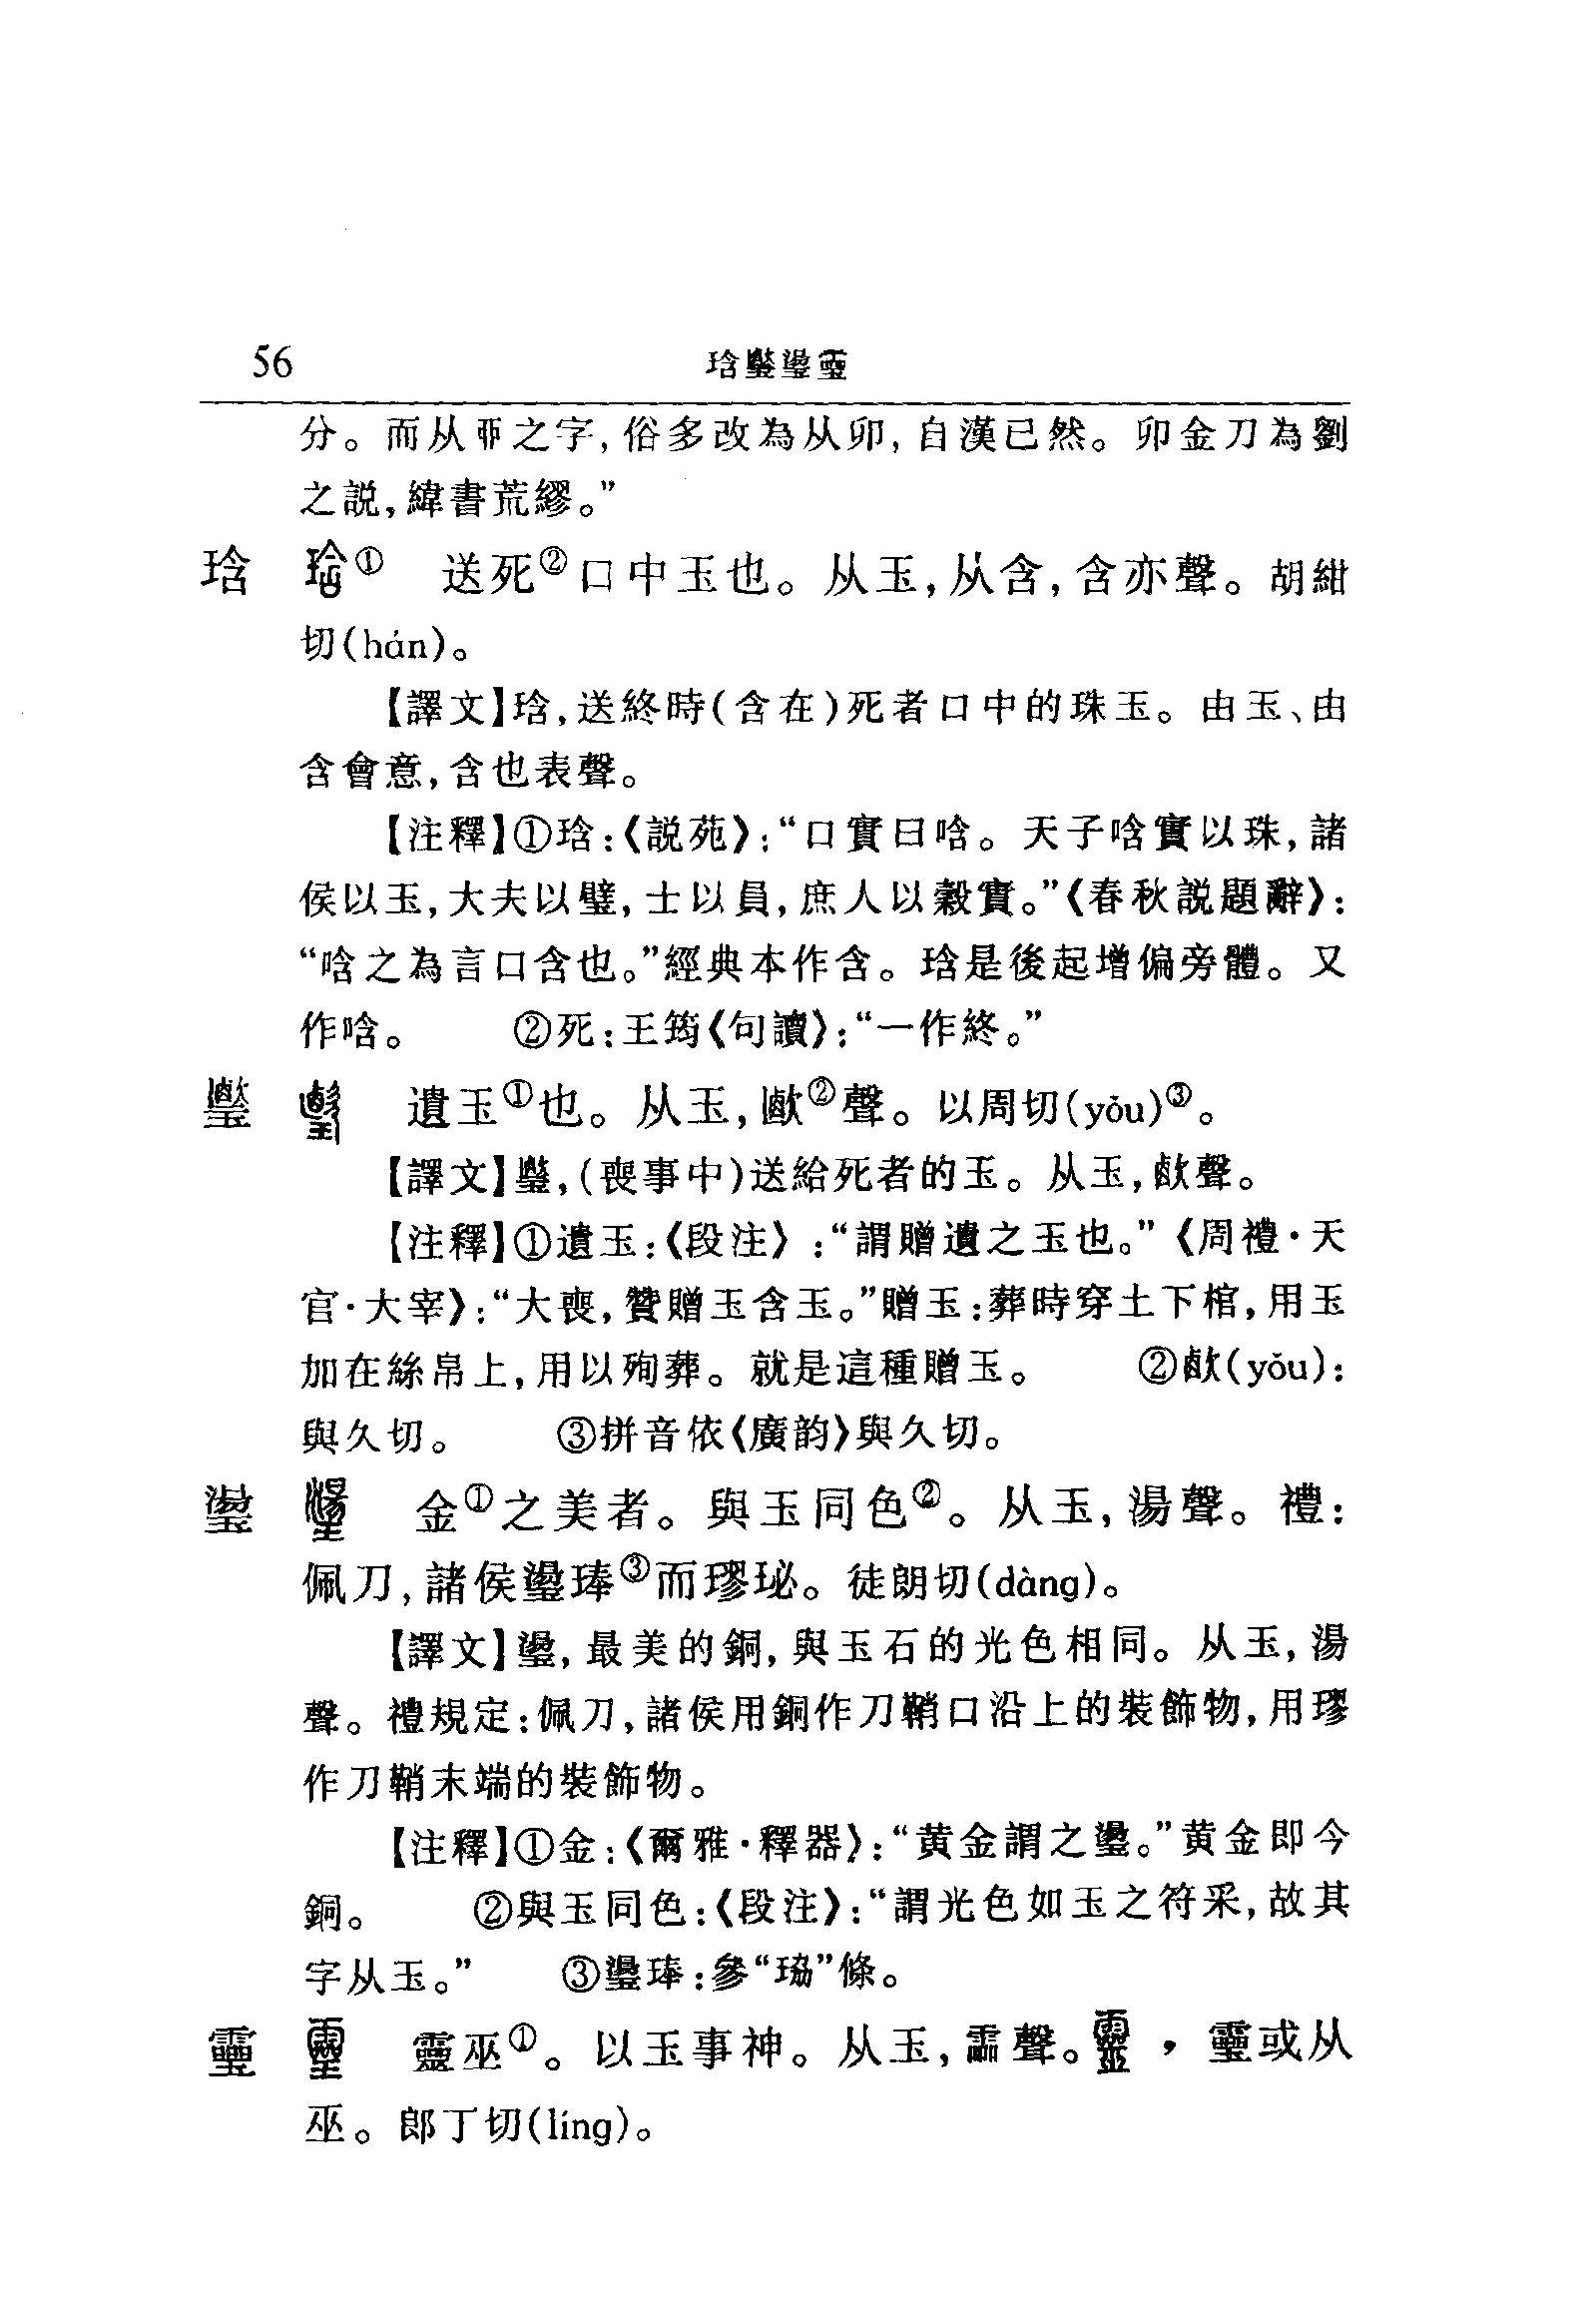 56 琀璗靈
分。而从丣之字,俗多改為从卯,自漢已然。卯金刀為劉
之説,緯書荒繆。”
琀 ① 送死②口中玉也。从玉,从含,含亦聲。胡紺
切(hán)。
【譯文】琀,送終時(含在)死者口中的珠玉。由玉、由
含會意,含也表聲。
【注釋】①琀:《説苑》:“口實曰唅。天子唅實以珠,諸
侯以玉,大夫以璧,士以貝,庶人以穀實。”《春秋説題辭》:
“唅之為言口含也。”經典本作含。琀是後起增偏旁體。又
作唅。 ②死:王筠《句讀》:“一作終。”
遺玉①也。从玉,②聲。以周切(yǒu)③。
【譯文】,(喪事中)送給死者的玉。从玉,聲。
【注釋】①遺玉:《段注》:“謂贈遺之玉也。”《周禮·天
官·大宰》:“大喪,贊贈玉含玉。”贈玉:葬時穿土下棺,用玉
加在絲帛上,用以殉葬。就是這種贈玉。 ②(yǒu):
與久切。 ③拼音依《廣韵》與久切。
璗 金①之美者。與玉同色②。从玉,湯聲。禮:
佩刀,諸侯璗琫③而璆珌。徒朗切(dàng)。
【譯文】璗,最美的銅,與玉石的光色相同。从玉,湯
聲。禮規定:佩刀,諸侯用銅作刀鞘口沿上的裝飾物,用璆
作刀鞘末端的裝飾物。
【注釋】①金:《爾雅·釋器》:“黄金謂之璗。”黄金即今
銅。 ②與玉同色:《段注》:“謂光色如玉之符采,故其
字从玉。” ③璗琫:參“珕”條。
靈巫①。以玉事神。从玉,霝聲。,或从
巫。郎丁切(líng)。